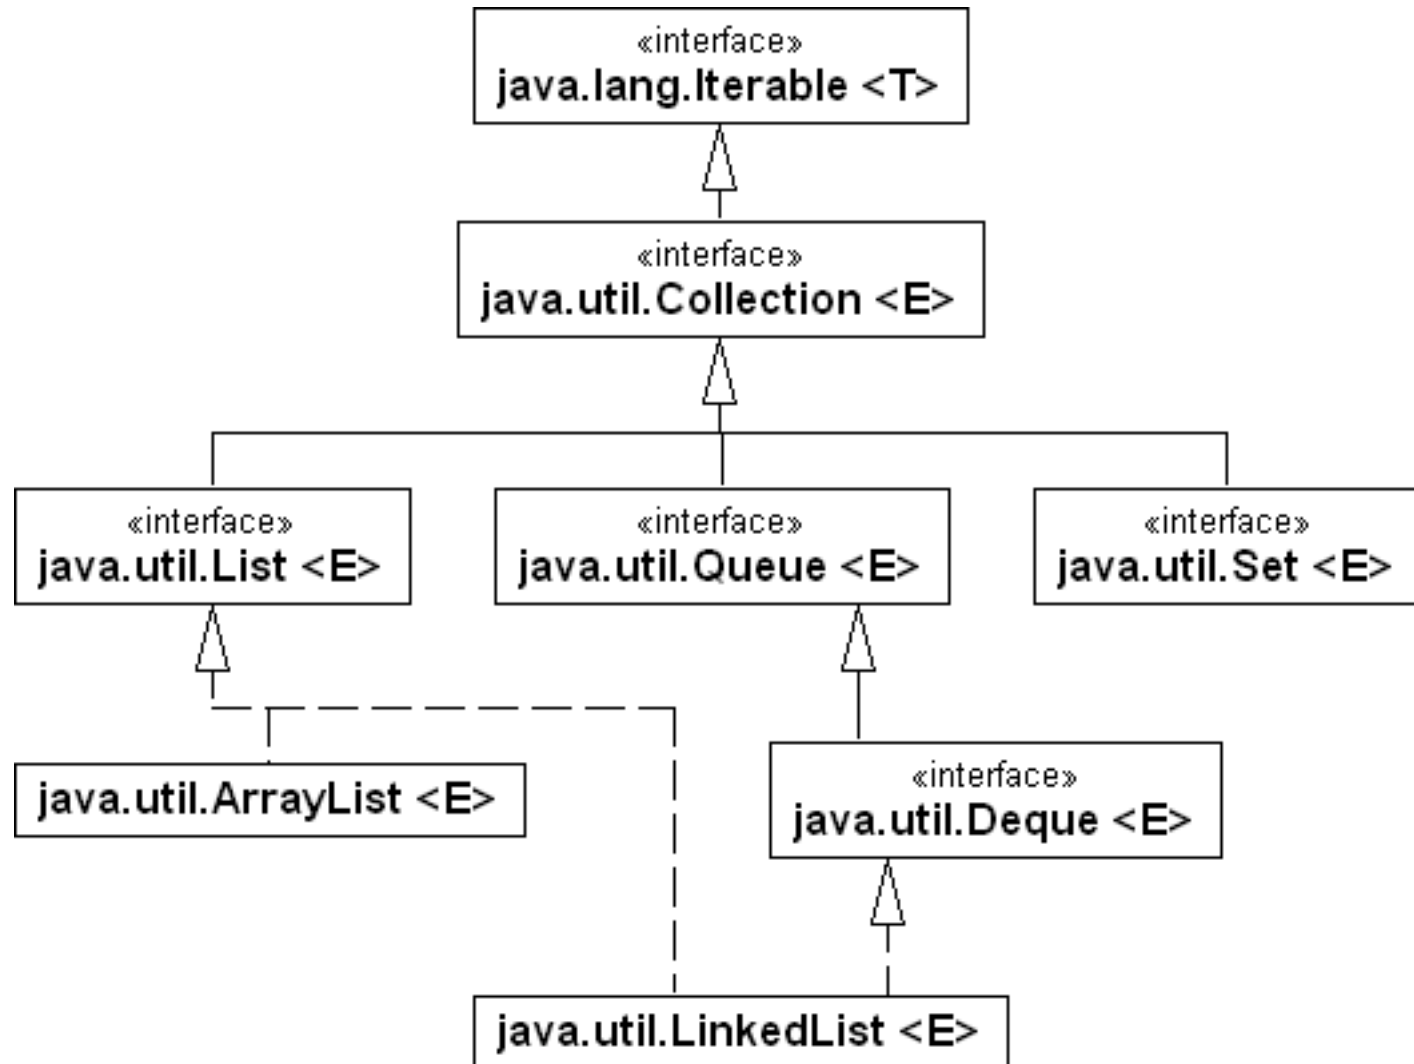 «interface»
java.lang.Iterable <T>
«interface»
java.util.Collection <E>
«interface»
java.util.List <E>
«interface»
java.util.Queue <E>
«interface»
java.util.Set <E>
java.util.ArrayList <E>
«interface»
java.util.Deque <E>
java.util.LinkedList <E>